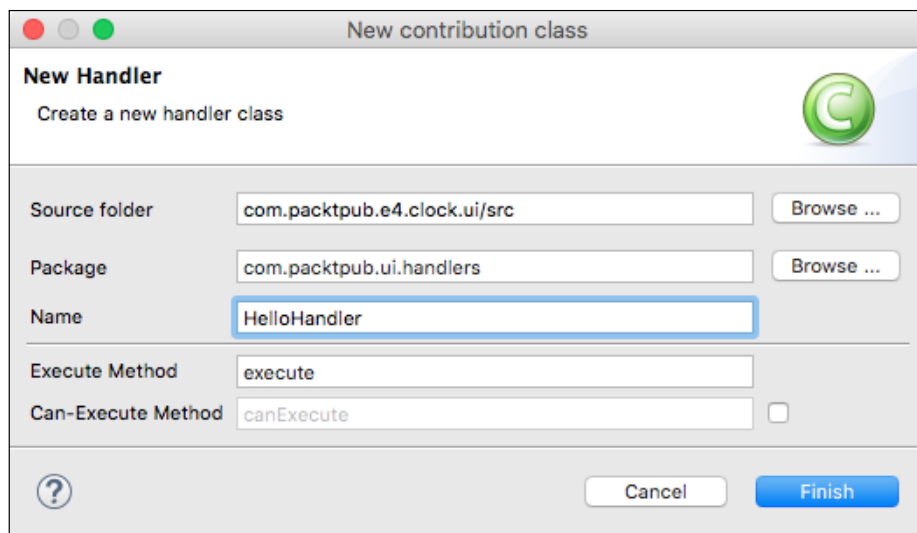 New contribution class
New Handler
Create a new handler class
C
Source folder com.packtpub.e4.clock.ui/src Browse ...
Package com.packtpub.ui.handlers Browse ...
Name HelloHandler
Execute Method execute
Can-Execute Method canExecute
? Cancel Finish